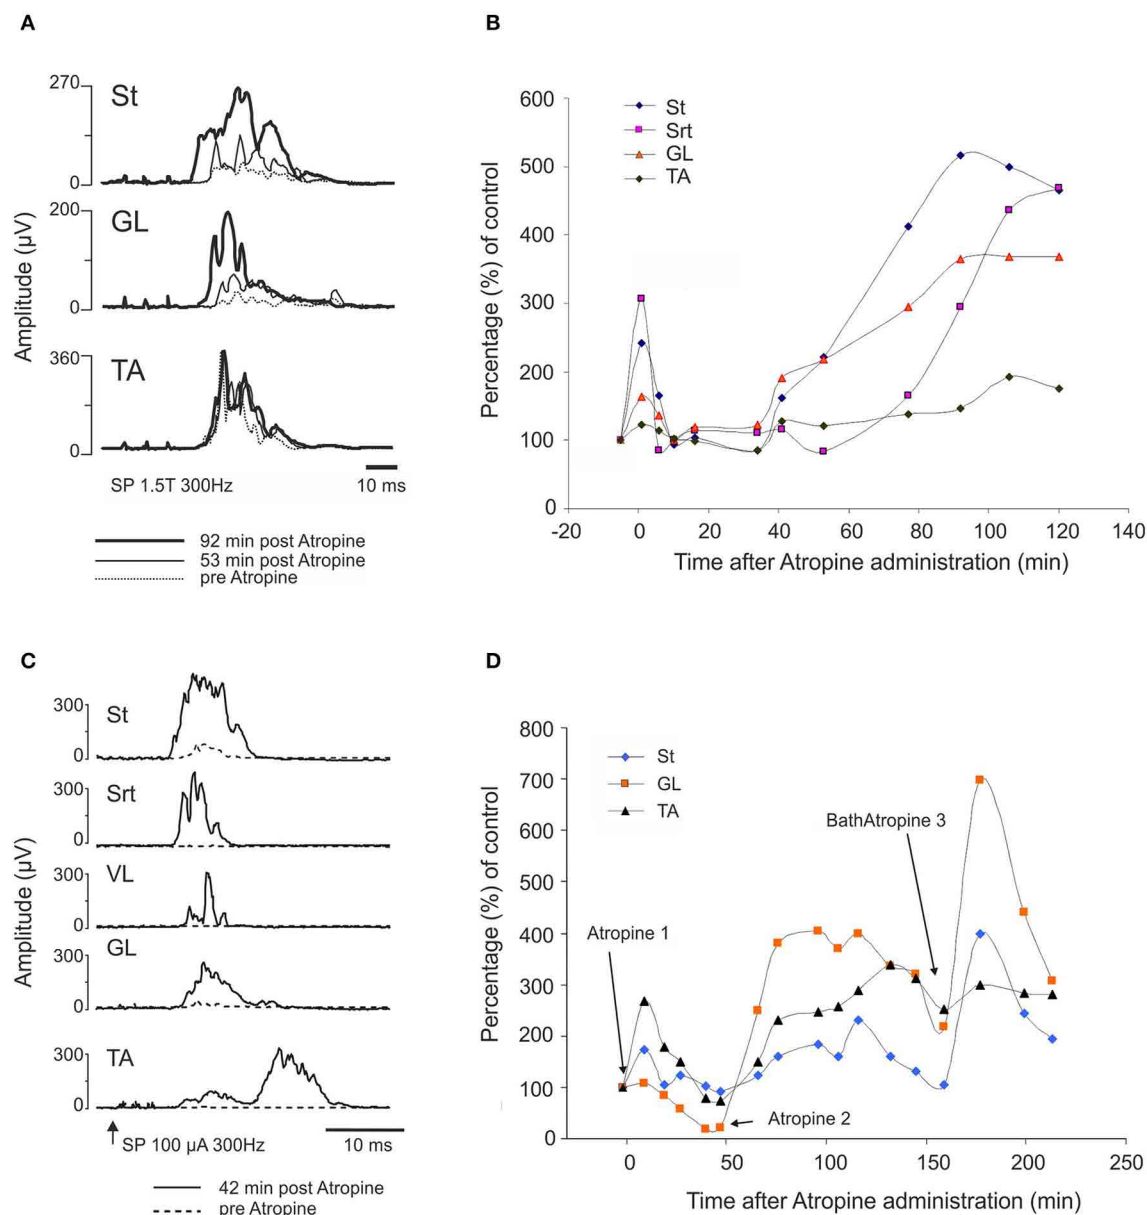 A
270
St
0
200
GL
Amplitude (µV)
0
360
TA
0
SP 1.5T 300Hz
10 ms
92 min post Atropine
53 min post Atropine
pre Atropine
B
600
500
400
300
200
100
0
Percentage (%) of control
St
Srt
GL
TA
-20 0 20 40 60 80 100 120 140
Time after Atropine administration (min)
C
300
St
0
300
Srt
0
Amplitude (µV)
300
VL
0
300
GL
0
300
TA
0
SP 100 µA 300Hz
10 ms
42 min post Atropine
pre Atropine
D
800
700
600
500
400
300
200
100
0
Percentage (%) of control
St
GL
TA
BathAtropine 3
Atropine 1
Atropine 2
0 50 100 150 200 250
Time after Atropine administration (min)